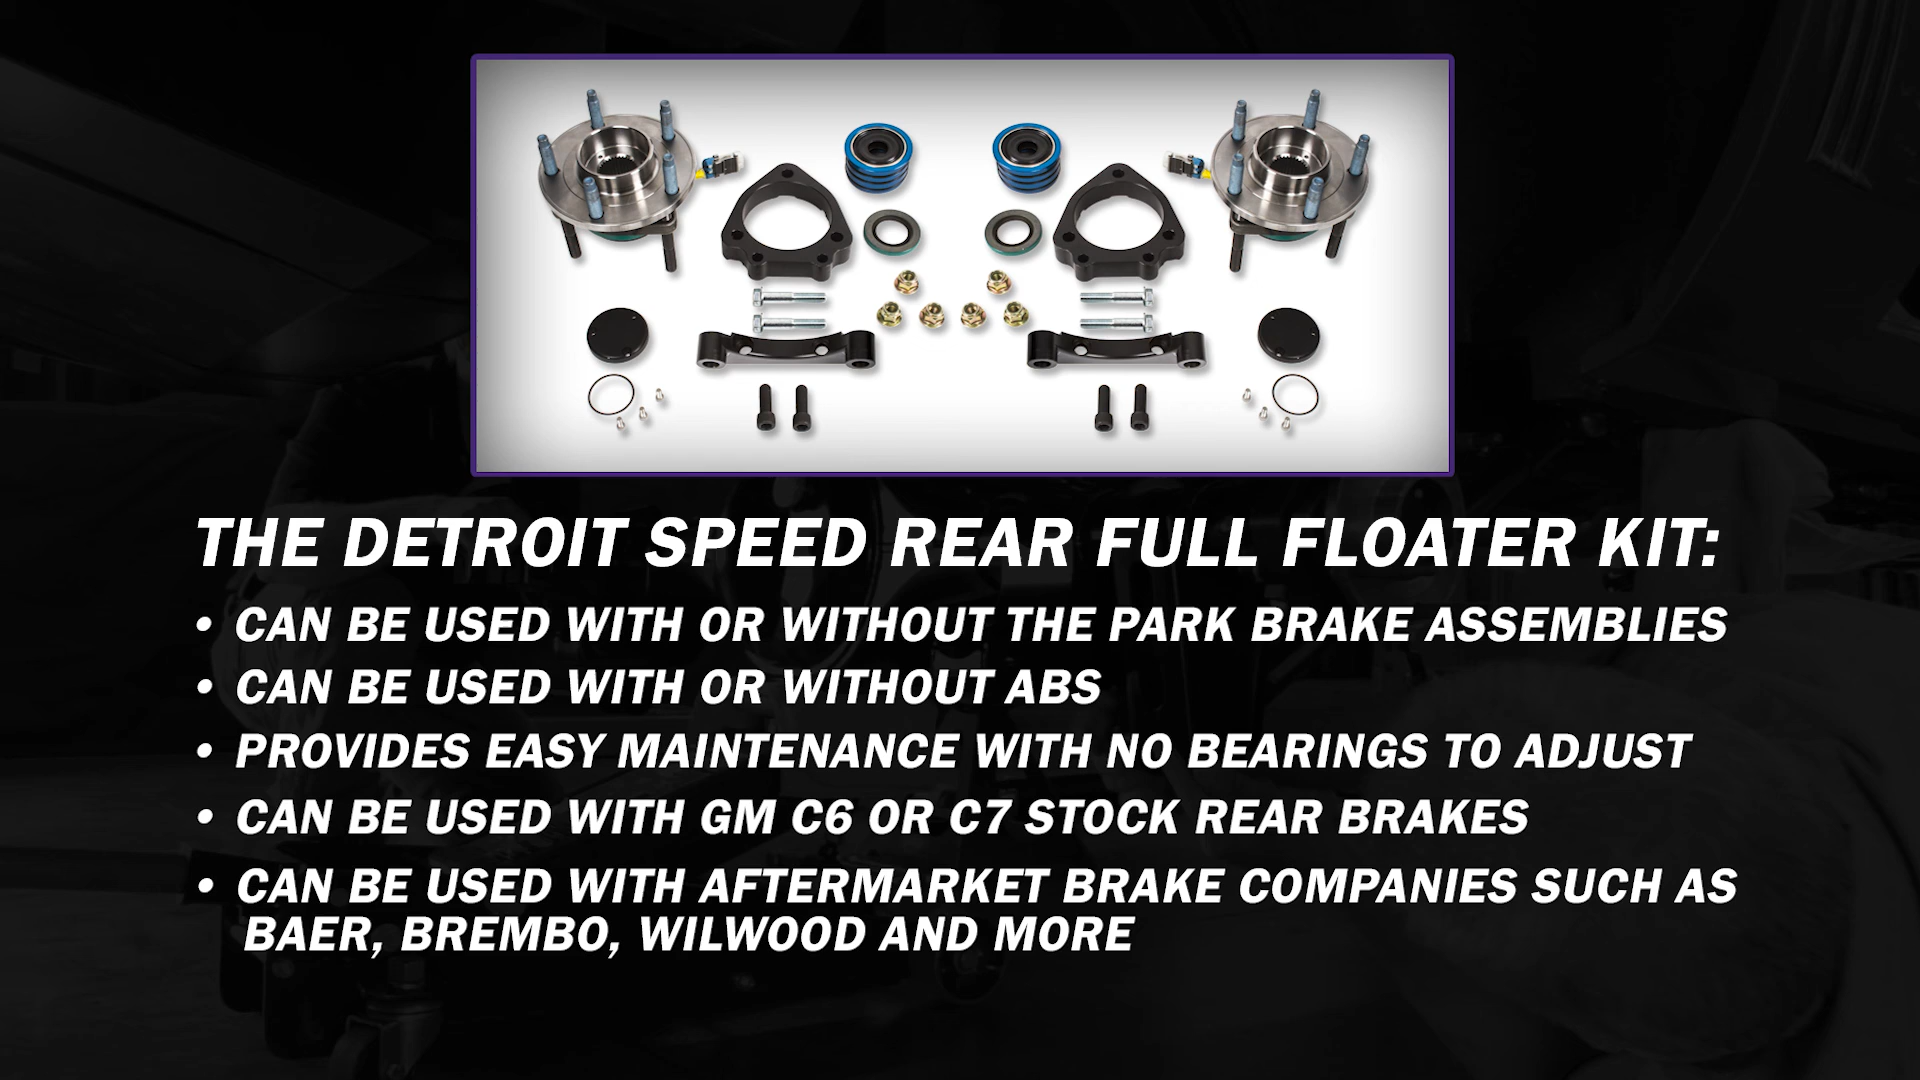 THE DETROIT SPEED REAR FULL FLOATER KIT:
• CAN BE USED WITH OR WITHOUT THE PARK BRAKE ASSEMBLIES
• CAN BE USED WITH OR WITHOUT ABS
• PROVIDES EASY MAINTENANCE WITH NO BEARINGS TO ADJUST
• CAN BE USED WITH GM C6 OR C7 STOCK REAR BRAKES
• CAN BE USED WITH AFTERMARKET BRAKE COMPANIES SUCH AS
BAER, BREMBO, WILWOOD AND MORE